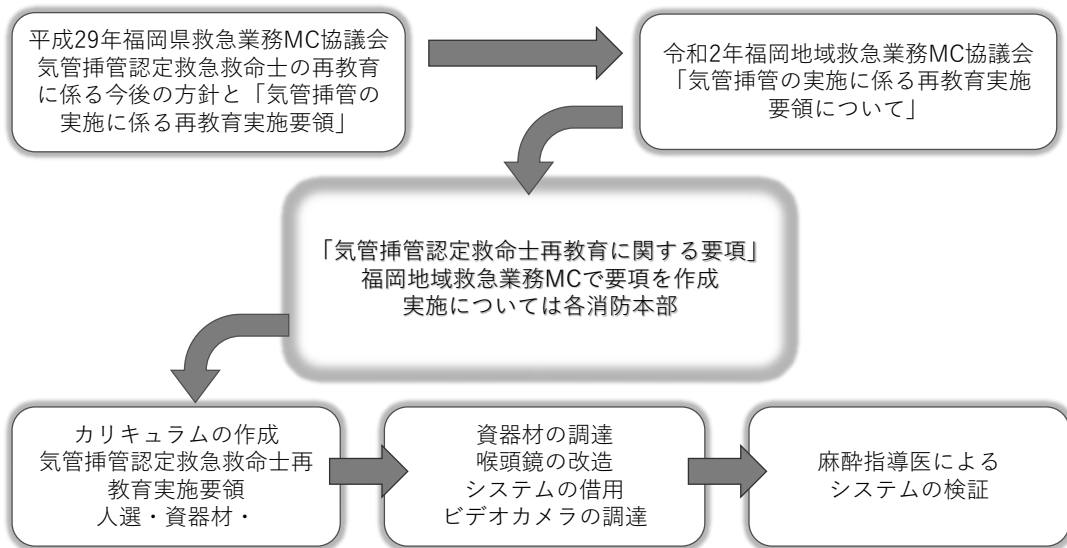 平成29年福岡県救急業務MC協議会
気管挿管認定救急救命士の再教育
に係る今後の方針と「気管挿管の
実施に係る再教育実施要領」
令和2年福岡地域救急業務MC協議会
「気管挿管の実施に係る再教育実施
要領について」
「気管挿管認定救命士再教育に関する要項」
福岡地域救急業務MCで要項を作成
実施については各消防本部
カリキュラムの作成
気管挿管認定救急救命士再
教育実施要領
人選・資器材・
資器材の調達
喉頭鏡の改造
システムの借用
ビデオカメラの調達
麻酔指導医による
システムの検証